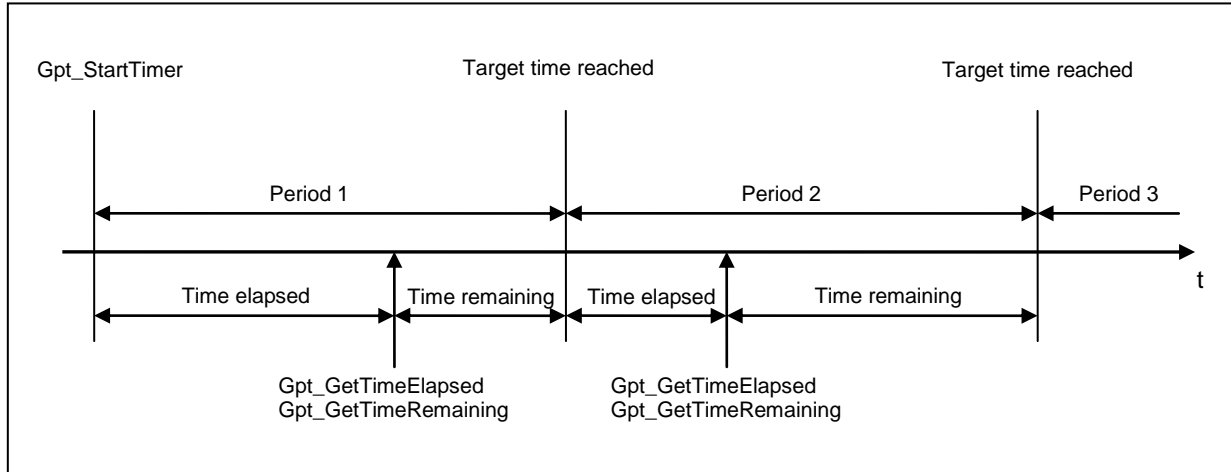 Gpt_StartTimer
Target time reached
Target time reached
Period 1
Period 2
Period 3
t
Time elapsed
Time remaining
Time elapsed
Time remaining
Gpt_GetTimeElapsed
Gpt_GetTimeRemaining
Gpt_GetTimeElapsed
Gpt_GetTimeRemaining